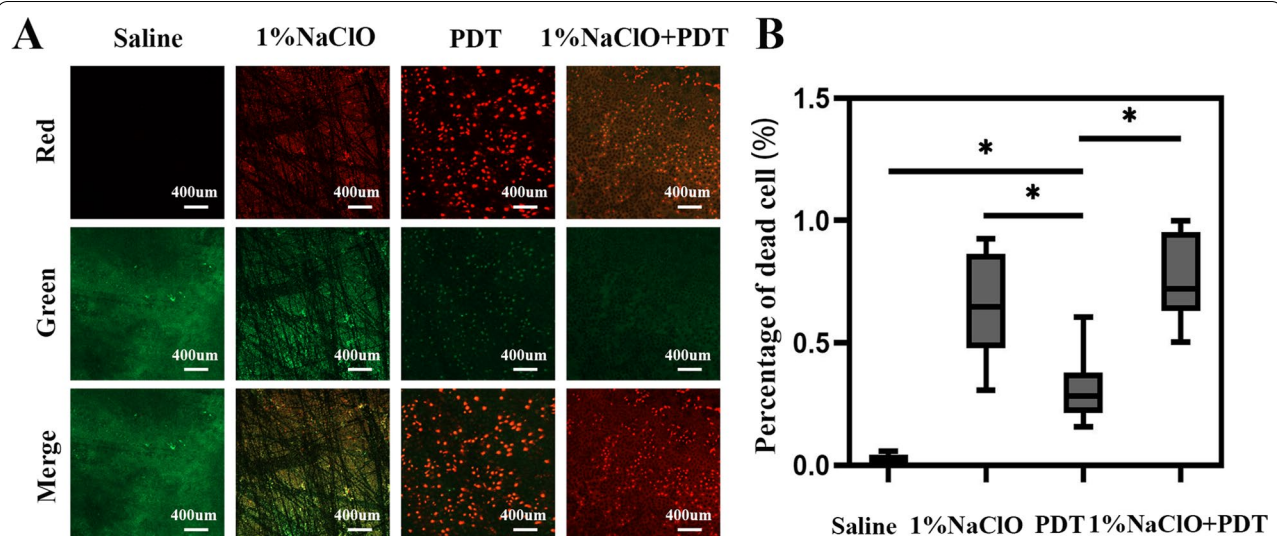 A
Saline 1%NaClO PDT 1%NaClO+PDT
Red
400um 400um 400um 400um
Green
400um 400um 400um 400um
Merge
400um 400um 400um 400um
B
Percentage of dead cell (%)
1.5
*
*
*
1.0
0.5
0.0
Saline 1%NaClO PDT 1%NaClO+PDT